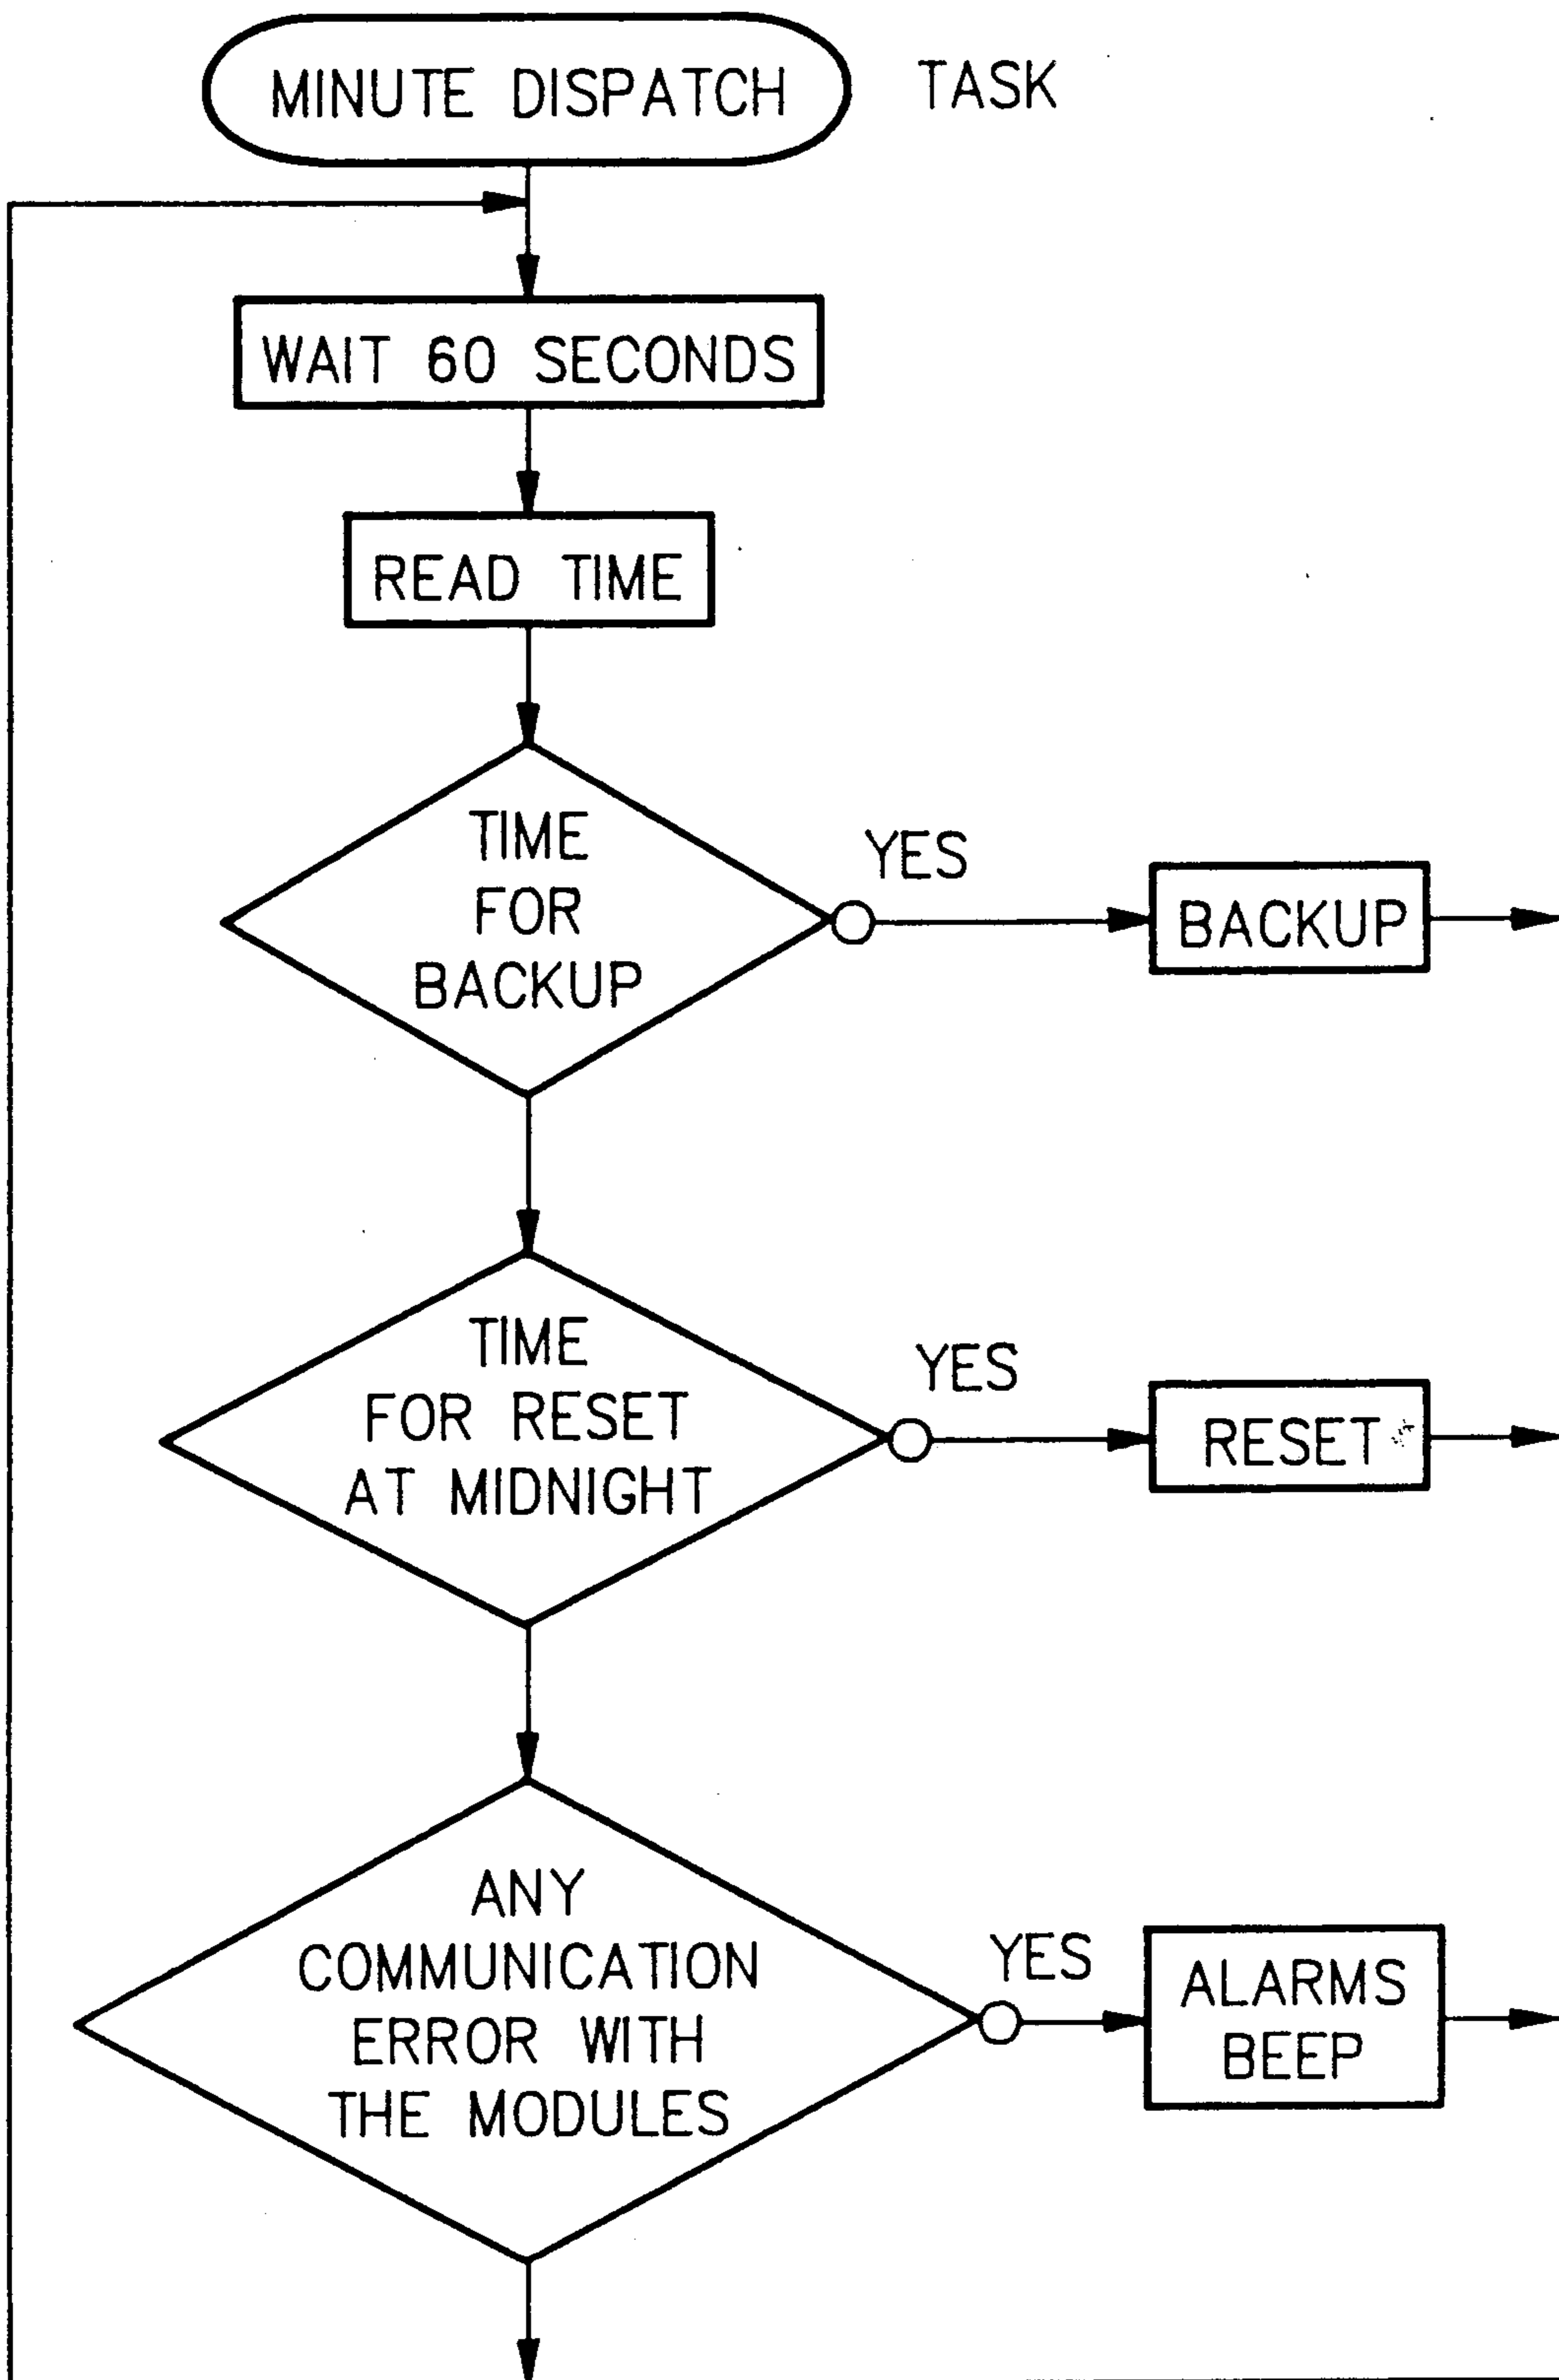 MINUTE DISPATCH
TASK
WAIT 60 SECONDS
READ TIME
TIME
FOR
BACKUP
YES
BACKUP
TIME
FOR RESET
AT MIDNIGHT
YES
RESET
ANY
COMMUNICATION
ERROR WITH
THE MODULES
YES
ALARMS
BEEP